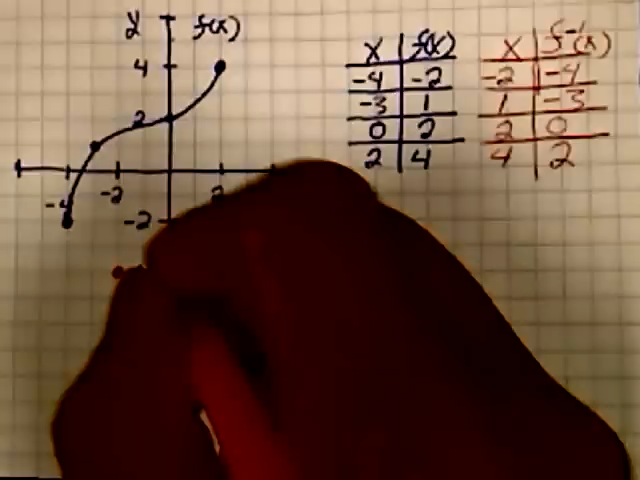 y f(x)
4
2
-4 -2 2
-2
x f(x)
-4 -2
-3 1
0 2
2 4
x f⁻¹(x)
-2 -4
1 -3
2 0
4 2